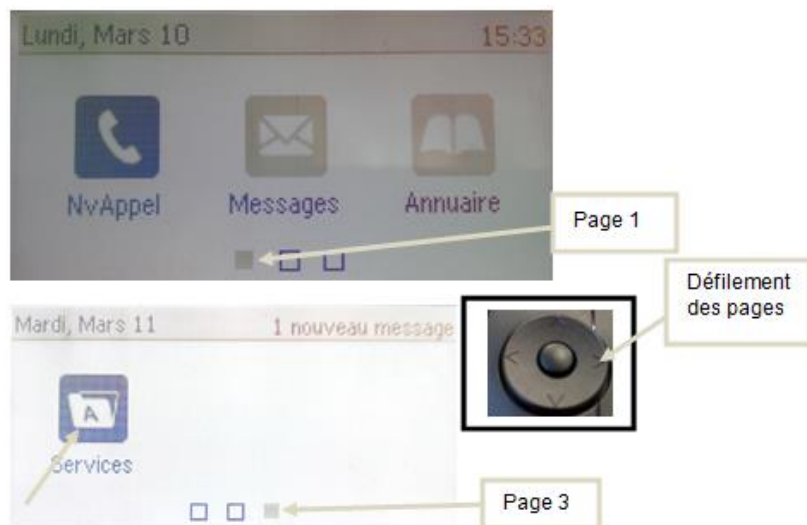 Lundi, Mars 10 15:33
NvAppel Messages Annuaire
Page 1
Défilement
des pages
Mardi, Mars 11 1 nouveau message
A
Services
Page 3